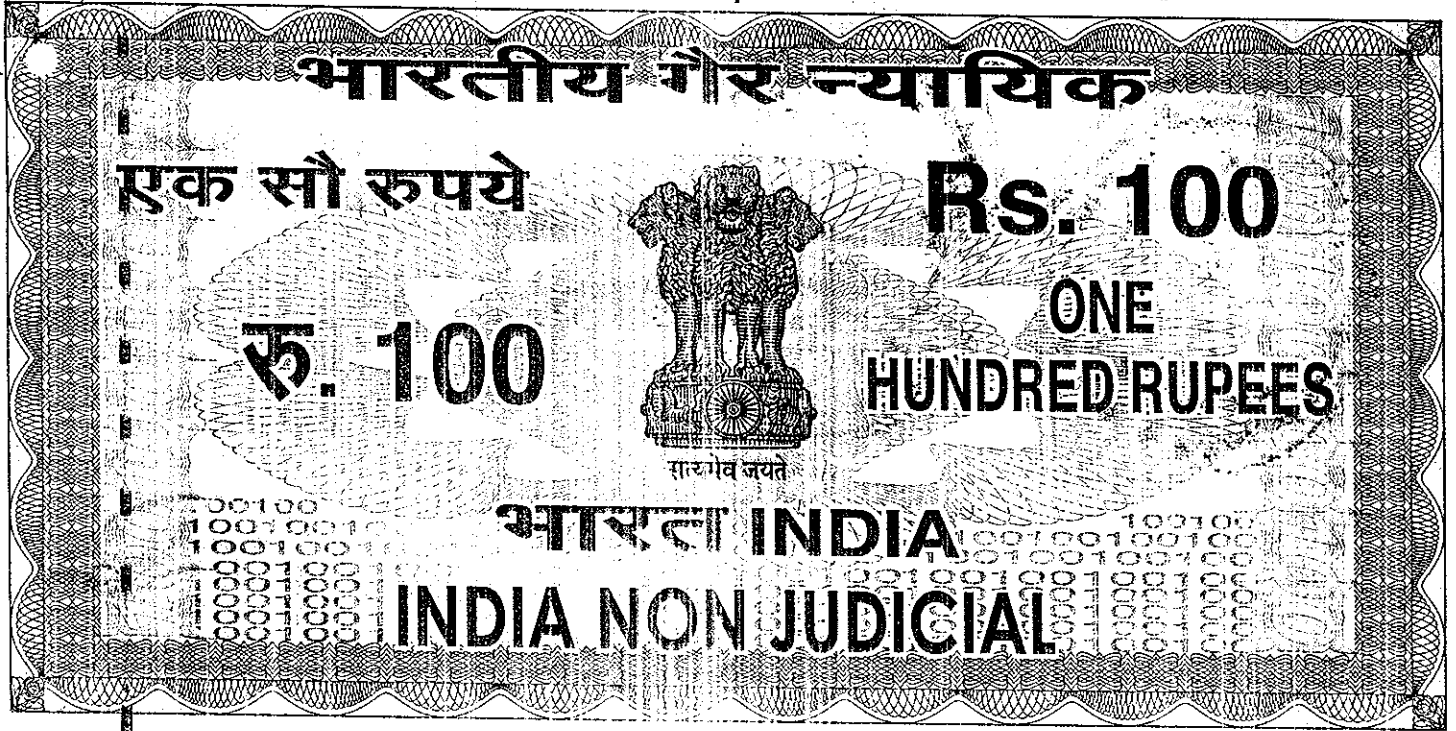 भारतीय गैर न्यायिक
एक सौ रुपये
Rs. 100
रु. 100
ONE
HUNDRED RUPEES
सत्यमेव जयते
भारत INDIA
INDIA NON JUDICIAL